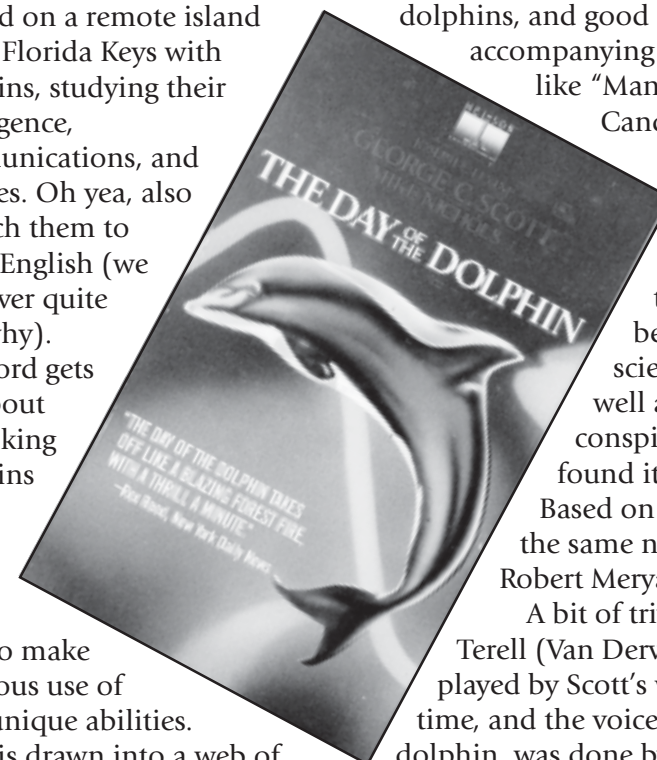 d on a remote island
Florida Keys with
ins, studying their
gence,
unications, and
es. Oh yea, also
ch them to
English (we
ver quite
hy).
ord gets
bout
king
ins
o make
ous use of
unique abilities.
is drawn into a web of
GEORGE C. SCOTT
MIKE NICHOLS
THE DAY OF THE DOLPHIN
"THE DAY OF THE DOLPHIN TAKES
OFF LIKE A BLAZING FOREST FIRE.
WITH A THRILL A MINUTE"
—Rex Reed, New York Daily News
dolphins, and good
accompanying
like “Man
Canc
t
be
scie
well a
conspi
found it
Based on
the same n
Robert Merya
A bit of tri
Terell (Van Derv
played by Scott’s w
time, and the voice
dolphin, was done b